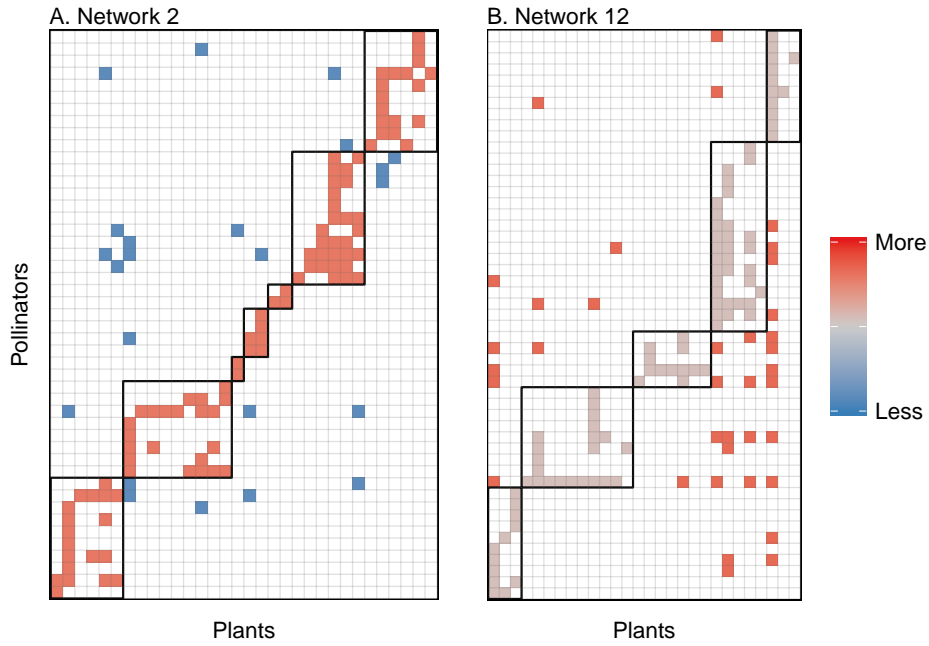 A. Network 2
B. Network 12
Pollinators
More
Less
Plants
Plants